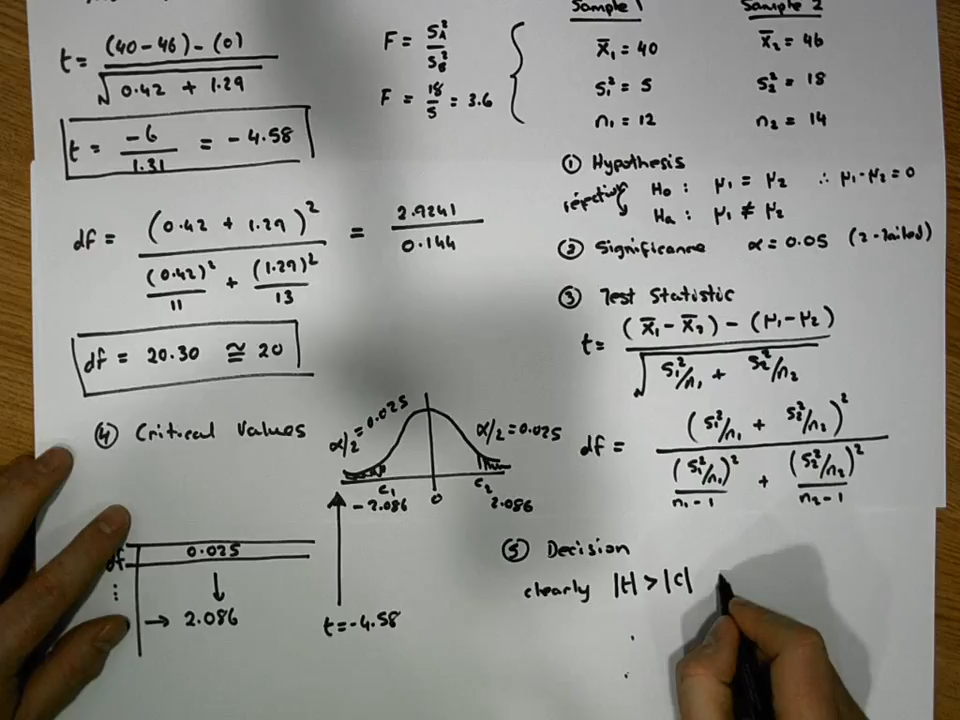 t = (40-46)-(0) / √0.42 + 1.29
t = -6 / 1.31 = -4.58
F = S_A² / S_B²
F = 18/5 = 3.6
Sample 1 Sample 2
x̄₁ = 40 x̄₂ = 46
S₁² = 5 S₂² = 18
n₁ = 12 n₂ = 14
① Hypothesis
rejecting H₀ : μ₁ = μ₂ ∴ μ₁-μ₂ = 0
Ha : μ₁ ≠ μ₂
② Significanne α = 0.05 (2-tailed)
③ Test Statistic
t = (x̄₁ - x̄₂) - (μ₁-μ₂) / √S₁²/n₁ + S₂²/n₂
df = (S₁²/n₁ + S₂²/n₂)² / (S₁²/n₁)²/n₁-1 + (S₂²/n₂)²/n₂-1
df = (0.42 + 1.29)² / (0.42)²/11 + (1.29)²/13 = 2.9241 / 0.144
df = 20.30 ≅ 20
④ Critical Values
α/2 = 0.025 α/2 = 0.025
C₁ 0 C₂
-2.086 2.086
t = -4.58
df 0.025
⋮ ↓
→ 2.086
⑤ Decision
clearly |t| > |c|